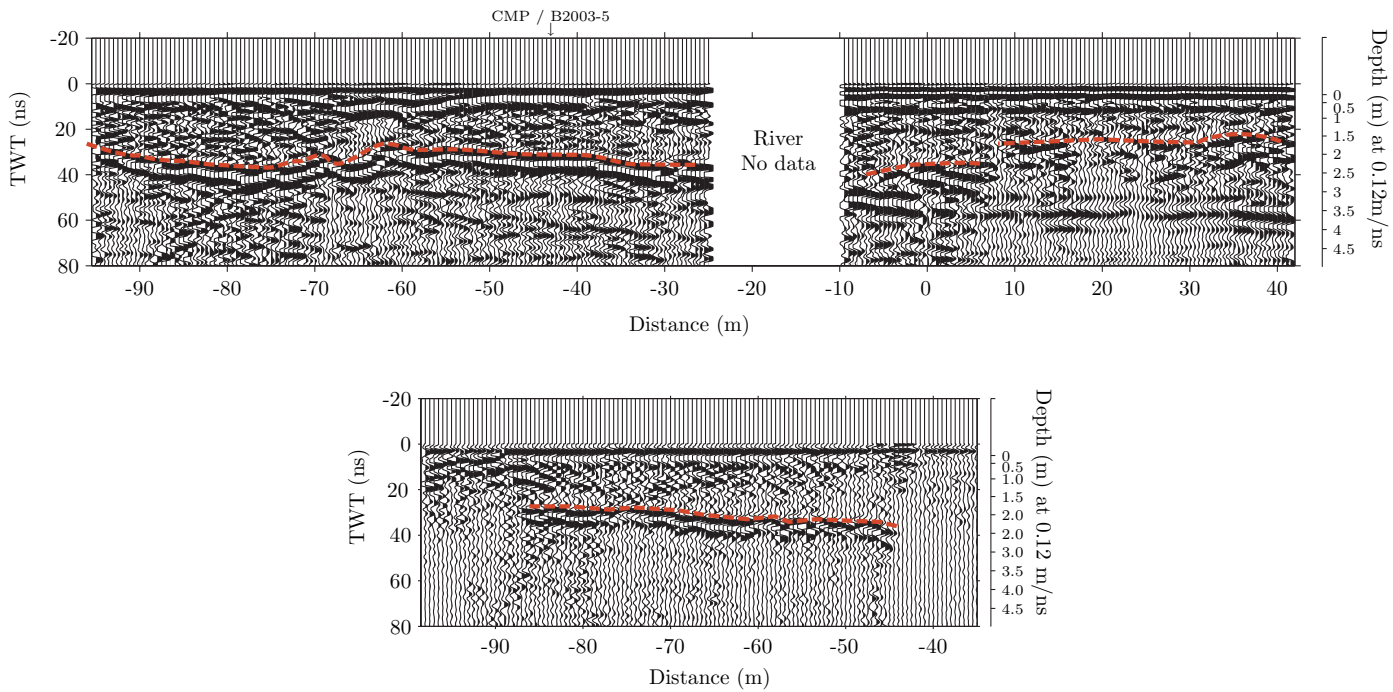 CMP / B2003-5
-20
0
20
40
60
80
TWT (ns)
River
No data
0
0.5
1
1.5
2
2.5
3
3.5
4
4.5
Depth (m) at 0.12m/ns
-90 -80 -70 -60 -50 -40 -30 -20 -10 0 10 20 30 40
Distance (m)
-20
0
20
40
60
80
TWT (ns)
0
0.5
1.0
1.5
2.0
2.5
3.0
3.5
4.0
4.5
Depth (m) at 0.12 m/ns
-90 -80 -70 -60 -50 -40
Distance (m)